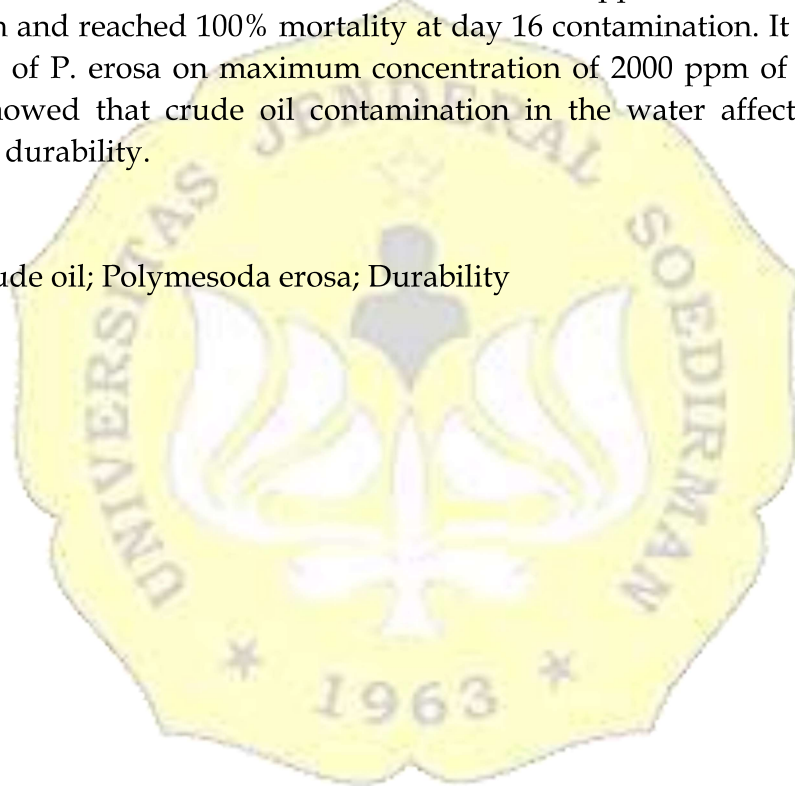 n and reached 100% mortality at day 16 contamination. It
of P. erosa on maximum concentration of 2000 ppm of
owed that crude oil contamination in the water affect
durability.
ude oil; Polymesoda erosa; Durability
UNIVERSITAS JENDERAL SOEDIRMAN
1963